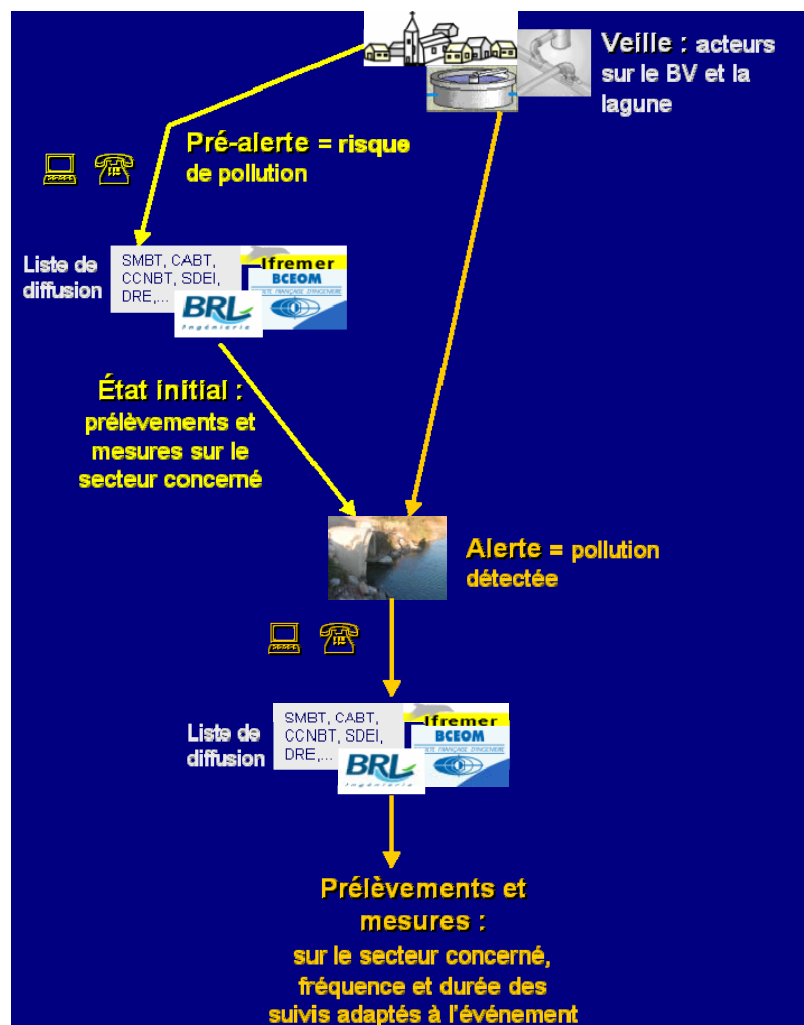 Veille : acteurs
sur le BV et la
lagune
Pré-alerte = risque
de pollution
Liste de
diffusion
SMBT, CABT,
CCNBT, SDEI,
DRE,...
Ifremer
BCEOM
BRL
Ingénierie
État initial :
prélèvements et
mesures sur le
secteur concerné
Alerte = pollution
détectée
Liste de
diffusion
SMBT, CABT,
CCNBT, SDEI,
DRE,...
Ifremer
BCEOM
BRL
Ingénierie
Prélèvements et
mesures :
sur le secteur concerné,
fréquence et durée des
suivis adaptés à l'événement